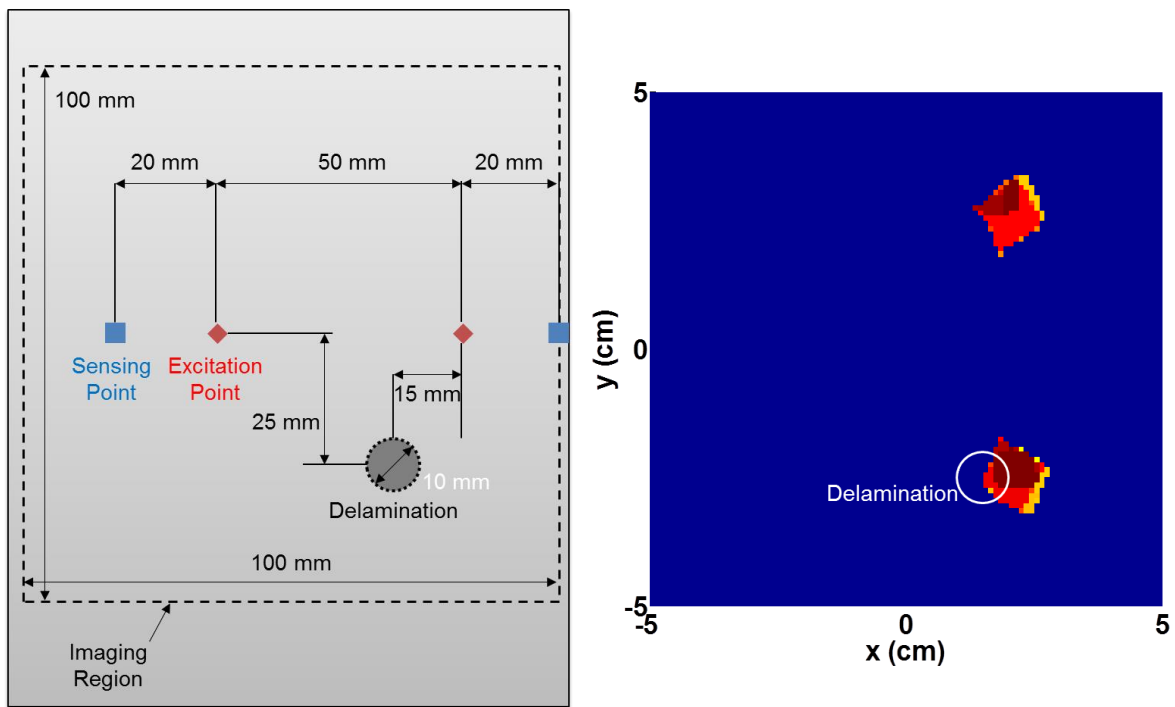 100 mm
20 mm
50 mm
20 mm
Sensing
Point
Excitation
Point
15 mm
25 mm
10 mm
Delamination
100 mm
Imaging
Region
5
y (cm)
0
Delamination
-5
-5
0
5
x (cm)